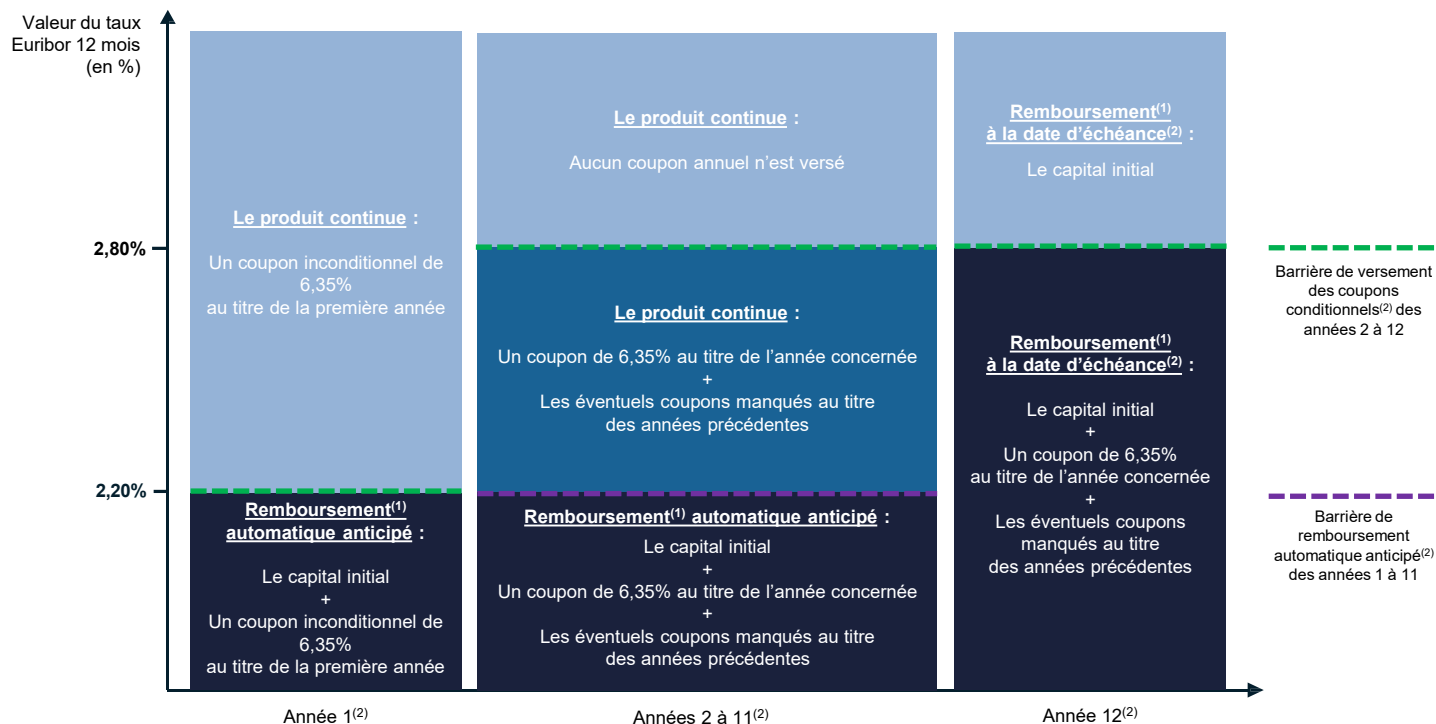 Valeur du taux
Euribor 12 mois
(en %)
2,80%
2,20%
Le produit continue :
Un coupon inconditionnel de
6,35%
au titre de la première année
Remboursement(1)
automatique anticipé :
Le capital initial
+
Un coupon inconditionnel de
6,35%
au titre de la première année
Le produit continue :
Aucun coupon annuel n'est versé
Le produit continue :
Un coupon de 6,35% au titre de l'année concernée
+
Les éventuels coupons manqués au titre
des années précédentes
Remboursement(1) automatique anticipé :
Le capital initial
+
Un coupon de 6,35% au titre de l'année concernée
+
Les éventuels coupons manqués au titre
des années précédentes
Remboursement(1)
à la date d'échéance(2) :
Le capital initial
Remboursement(1)
à la date d'échéance(2) :
Le capital initial
+
Un coupon de 6,35%
au titre de l'année concernée
+
Les éventuels coupons
manqués au titre
des années précédentes
Barrière de versement
des coupons
conditionnels(2) des
années 2 à 12
Barrière de
remboursement
automatique anticipé(2)
des années 1 à 11
Année 1(2)
Années 2 à 11(2)
Année 12(2)